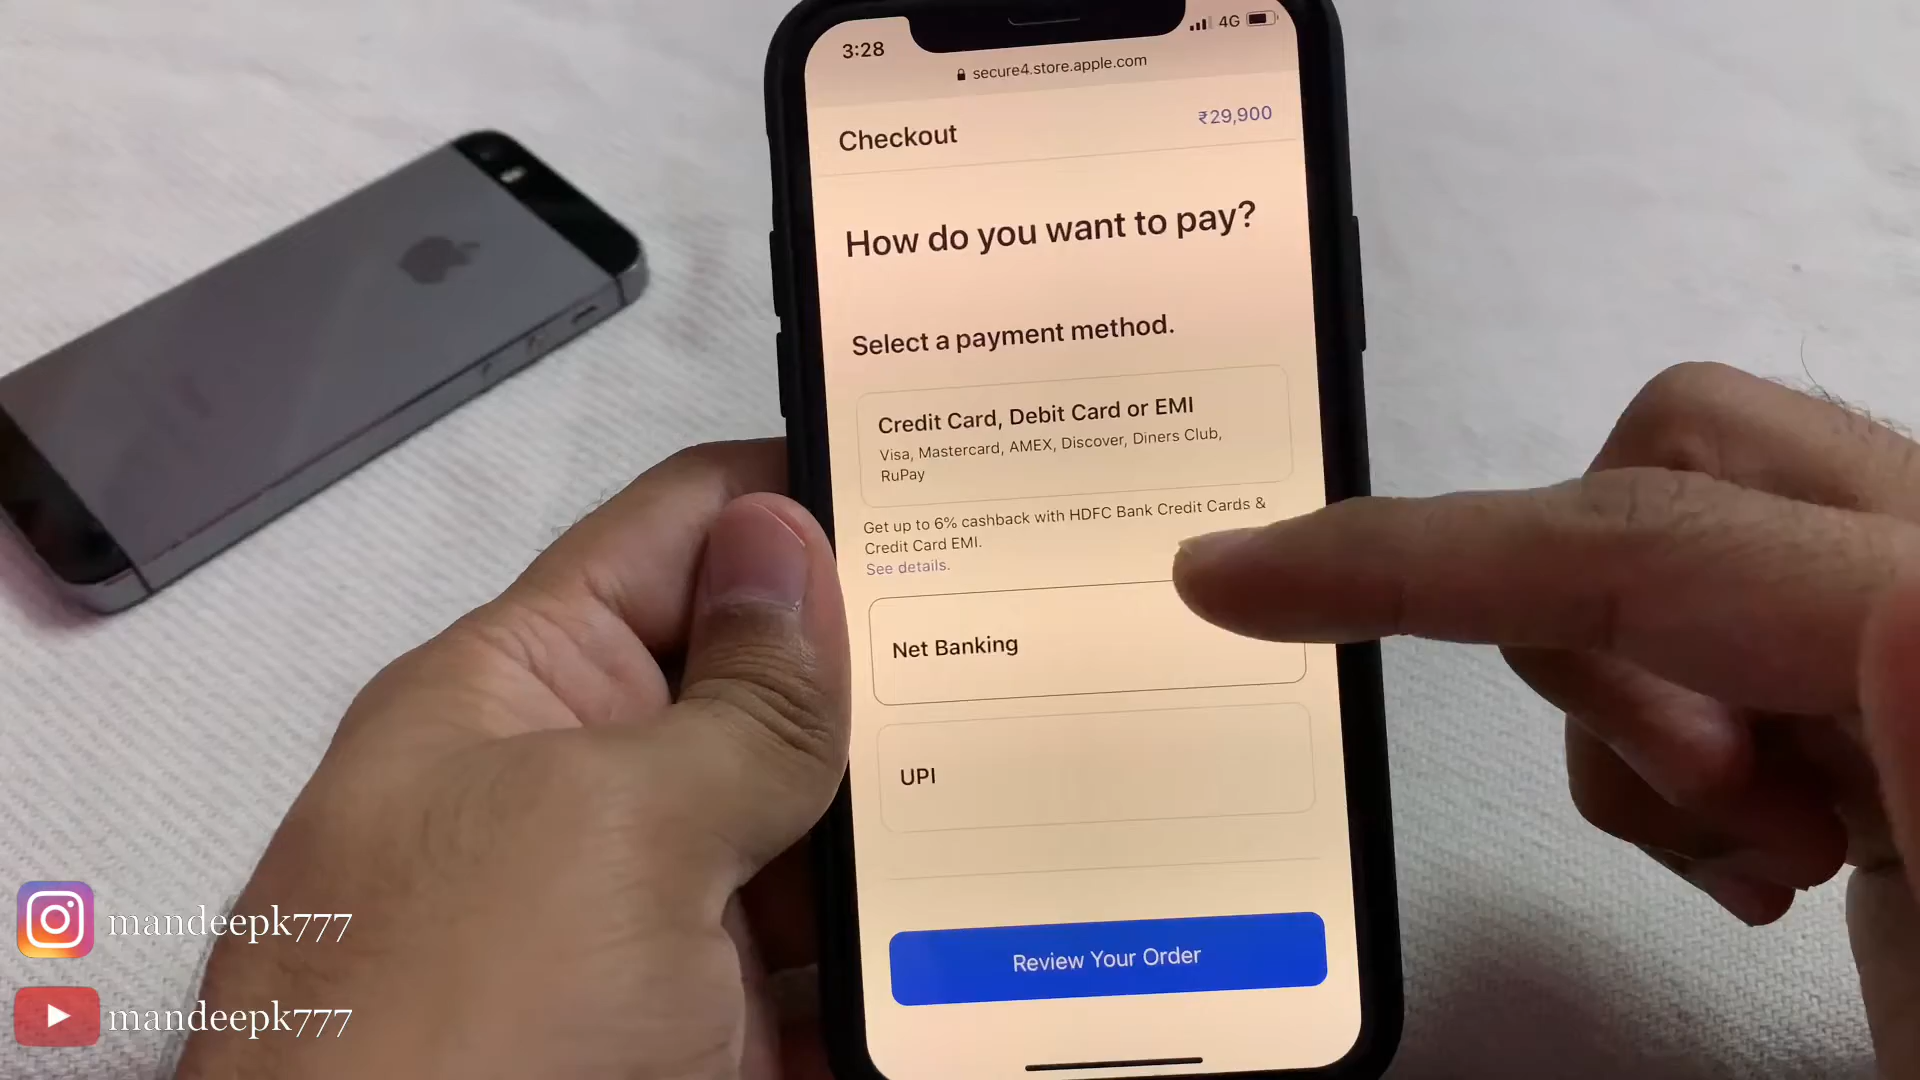 3:28
4G
secure4.store.apple.com
Checkout
₹29,900
How do you want to pay?
Select a payment method.
Credit Card, Debit Card or EMI
Visa, Mastercard, AMEX, Discover, Diners Club,
RuPay
Get up to 6% cashback with HDFC Bank Credit Cards &
Credit Card EMI.
See details.
Net Banking
UPI
Review Your Order
mandeepk777
mandeepk777